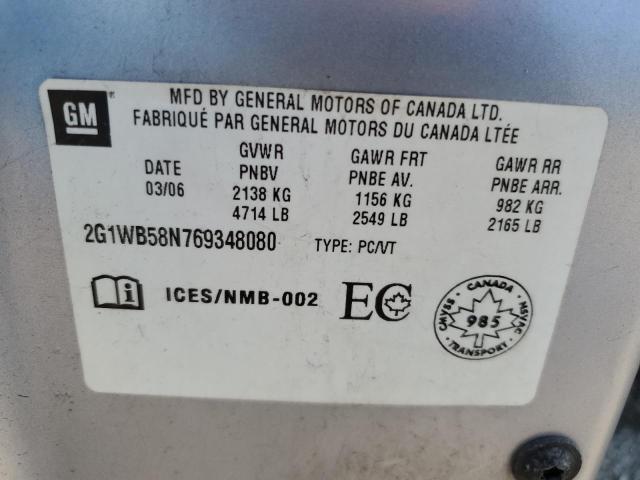 GM
MFD BY GENERAL MOTORS OF CANADA LTD.
FABRIQUÉ PAR GENERAL MOTORS DU CANADA LTÉE
DATE
03/06
GVWR
PNBV
2138 KG
4714 LB
GAWR FRT
PNBE AV.
1156 KG
2549 LB
GAWR RR
PNBE ARR.
982 KG
2165 LB
2G1WB58N769348080
TYPE: PC/VT
i
ICES/NMB-002
EC
CANADA
CMVSS
NSVAC
985
TRANSPORT